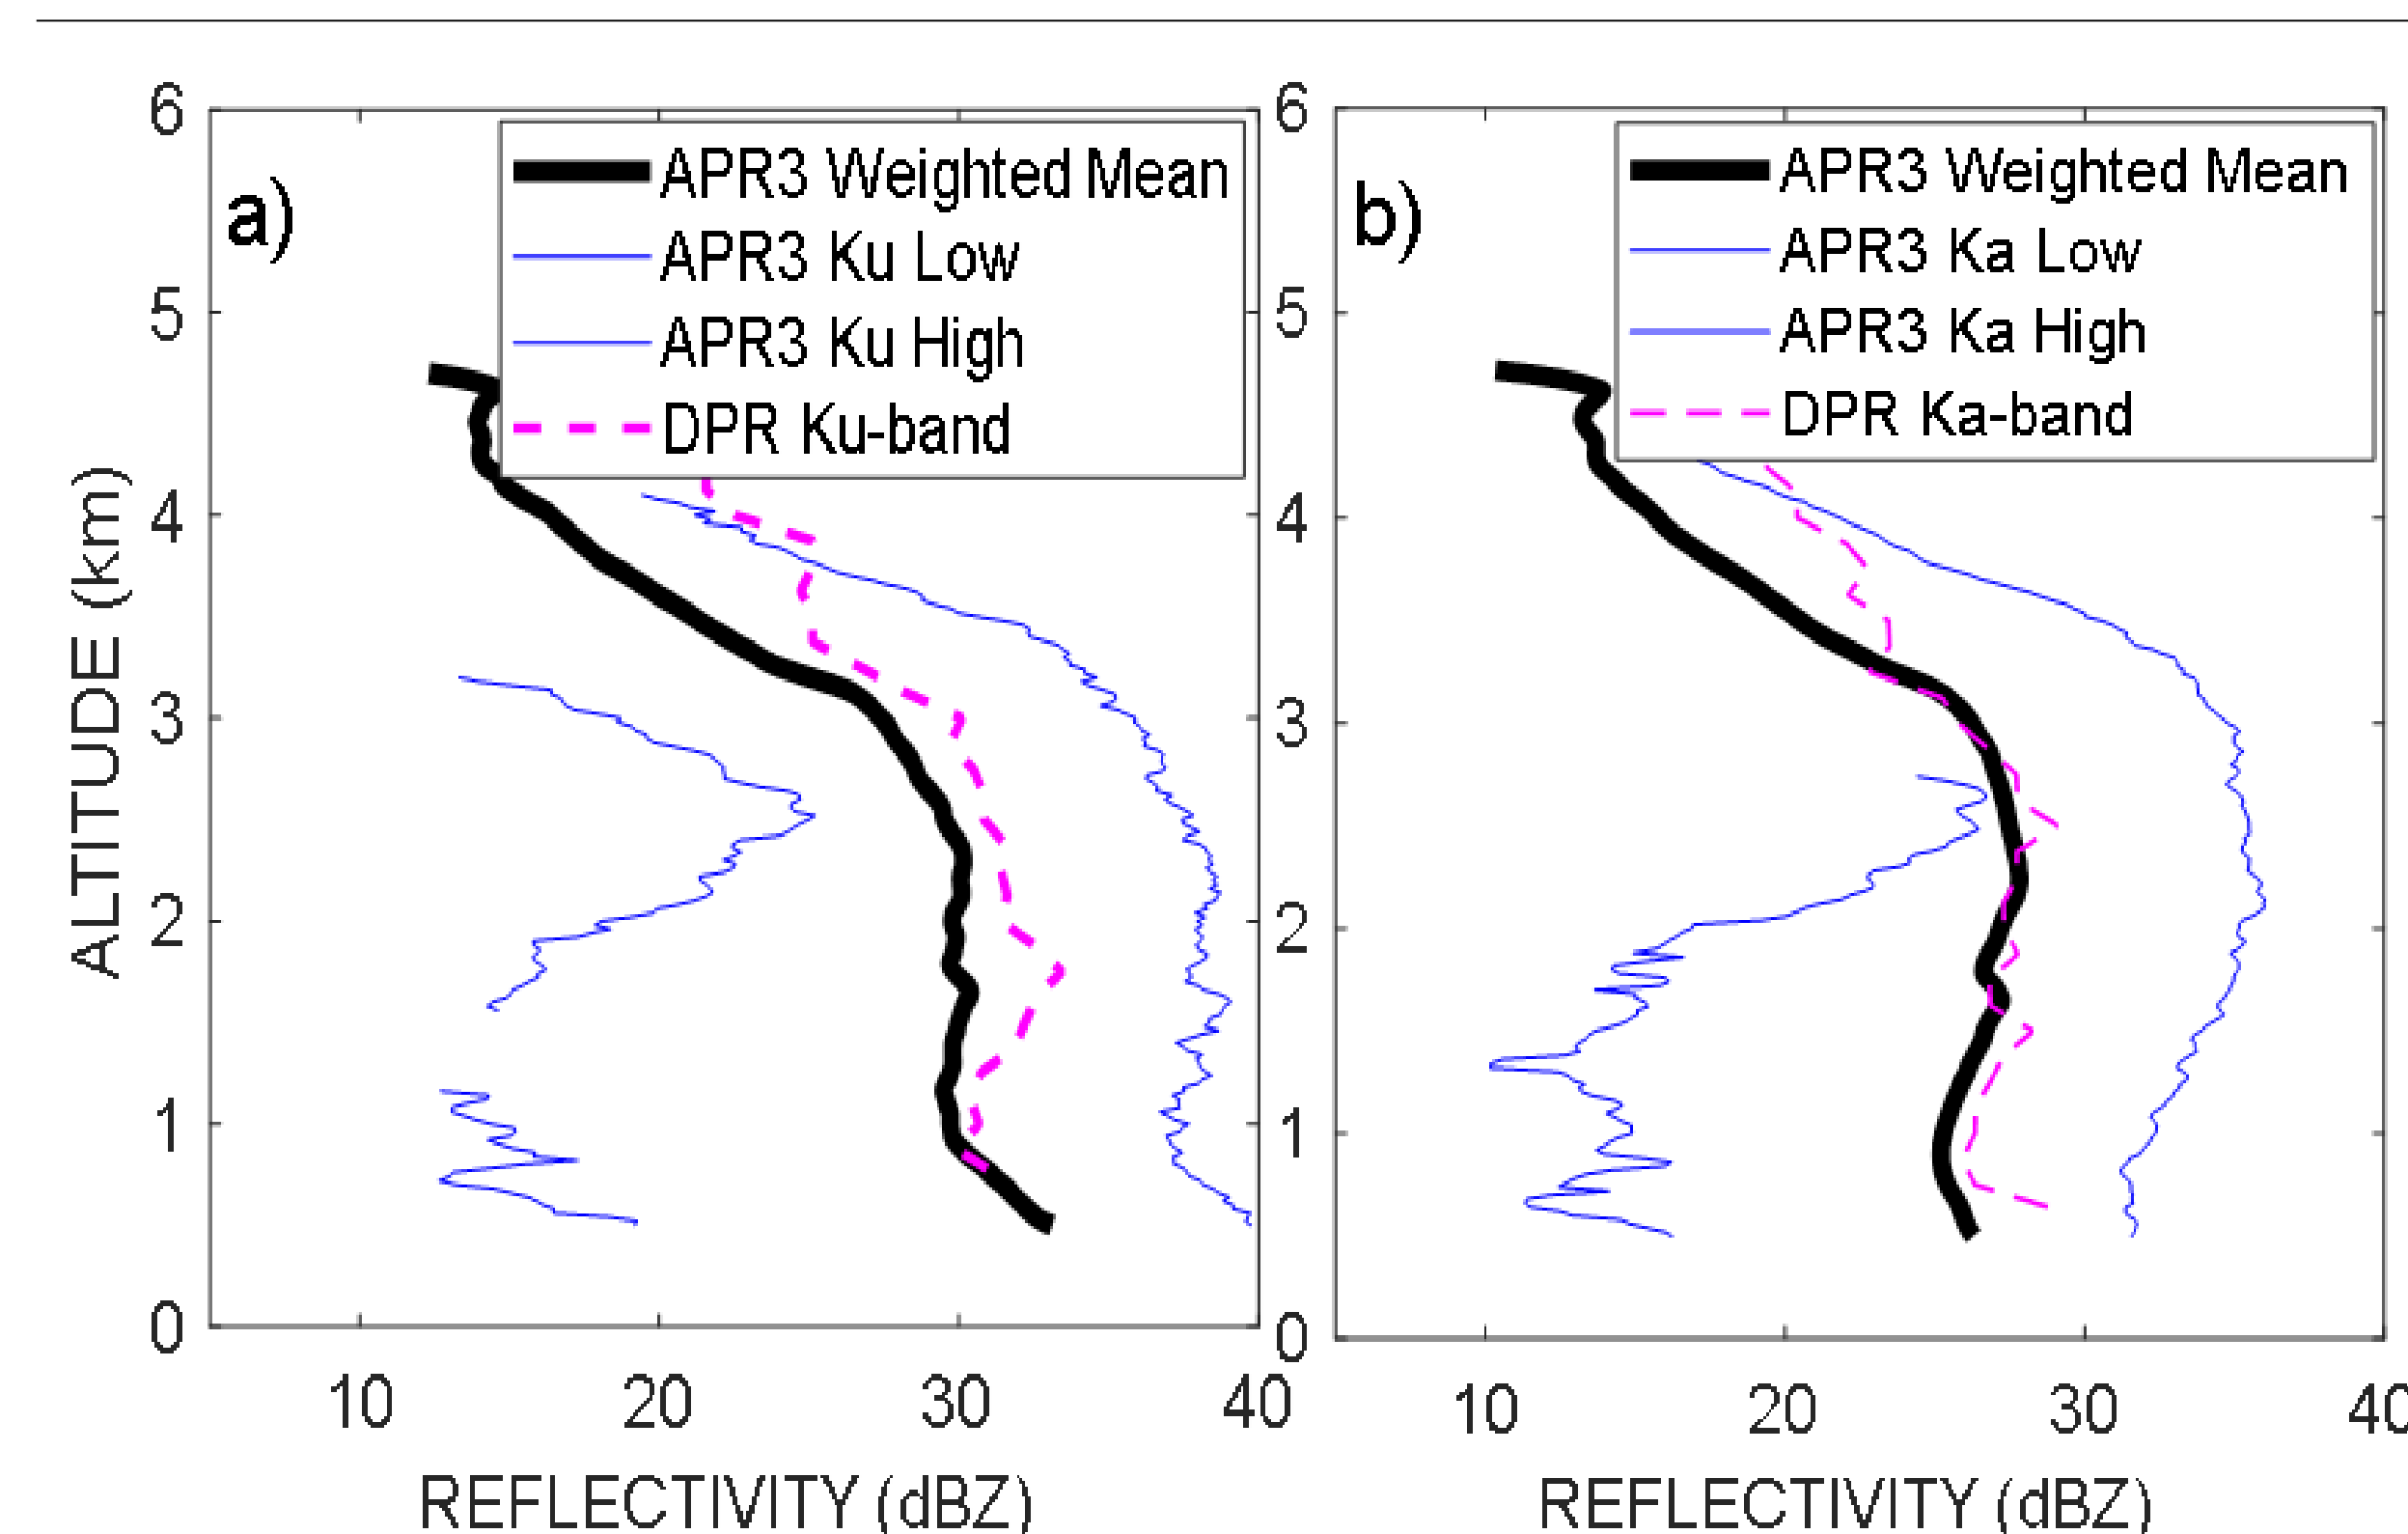 a)
APR3 Weighted Mean
APR3 Ku Low
APR3 Ku High
DPR Ku-band
ALTITUDE (km)
6
5
4
3
2
1
0
10 20 30 40
REFLECTIVITY (dBZ)
b)
APR3 Weighted Mean
APR3 Ka Low
APR3 Ka High
DPR Ka-band
6
5
4
3
2
1
0
10 20 30 40
REFLECTIVITY (dBZ)